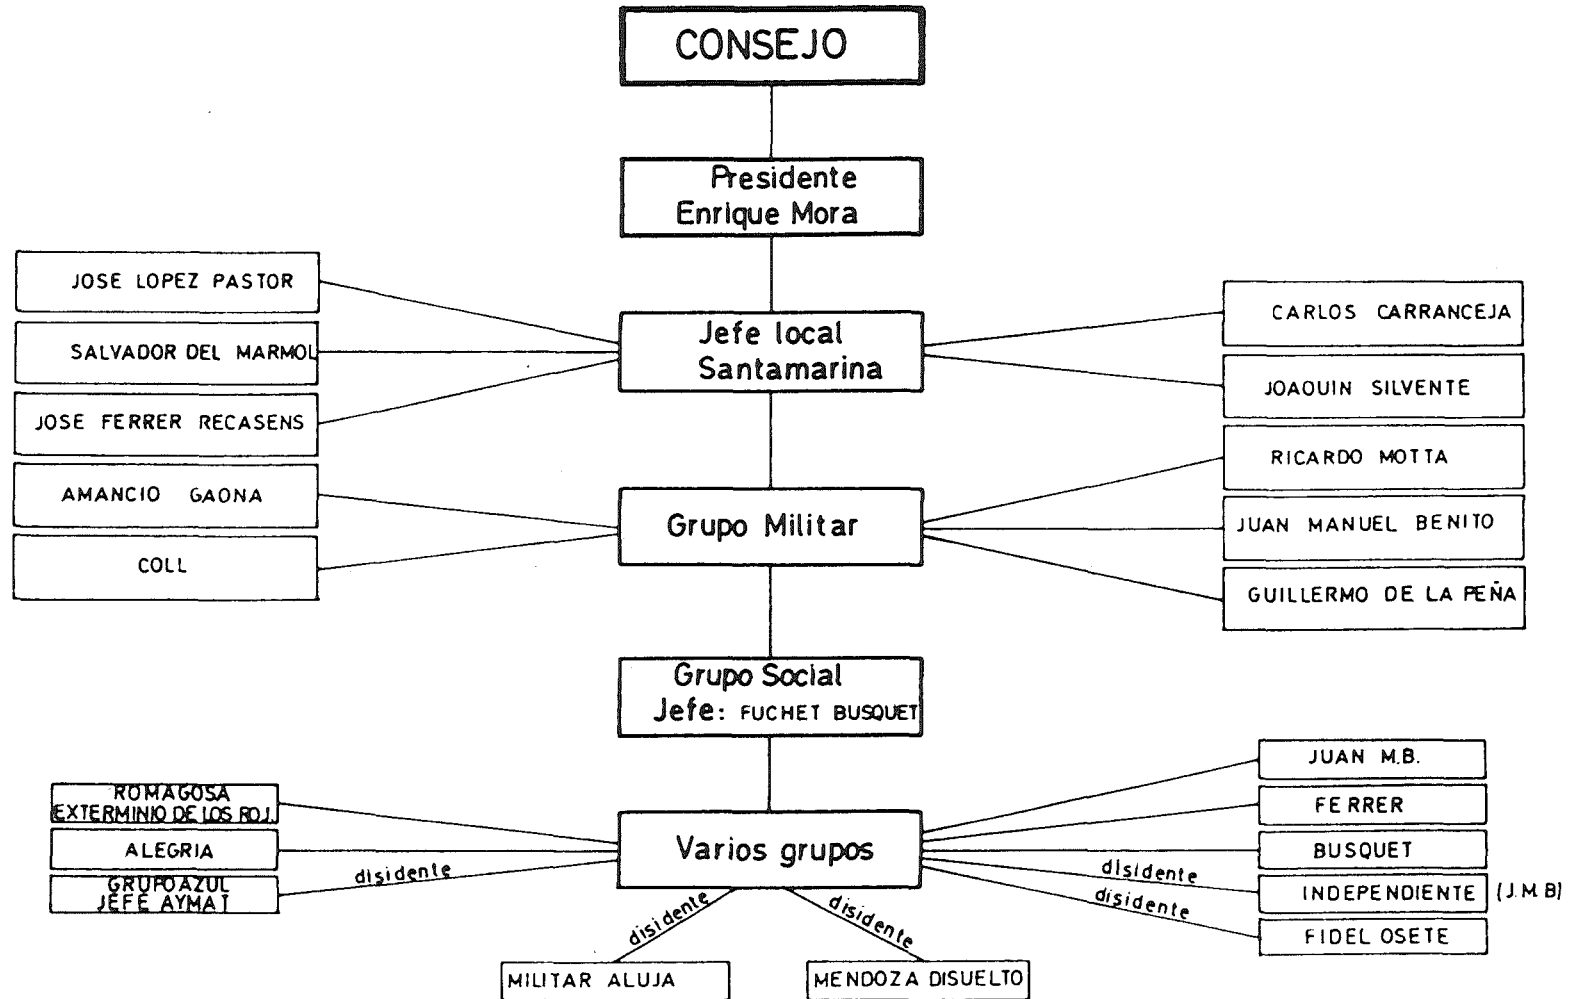 CONSEJO
Presidente
Enrique Mora
JOSE LOPEZ PASTOR
SALVADOR DEL MARMOL
JOSE FERRER RECASENS
AMANCIO GAONA
COLL
Jefe local
Santamarina
CARLOS CARRANCEJA
JOAQUIN SILVENTE
RICARDO MOTTA
JUAN MANUEL BENITO
GUILLERMO DE LA PEÑA
Grupo Militar
Grupo Social
Jefe: FUCHET BUSQUET
ROMAGOSA
EXTERMINIO DE LOS ROJ.
ALEGRIA
GRUPO AZUL
JEFE AYMAT
disidente
Varios grupos
JUAN M.B.
FERRER
BUSQUET
disidente
INDEPENDIENTE (J.M.B)
disidente
FIDEL OSETE
disidente
disidente
MILITAR ALUJA
MENDOZA DISUELTO